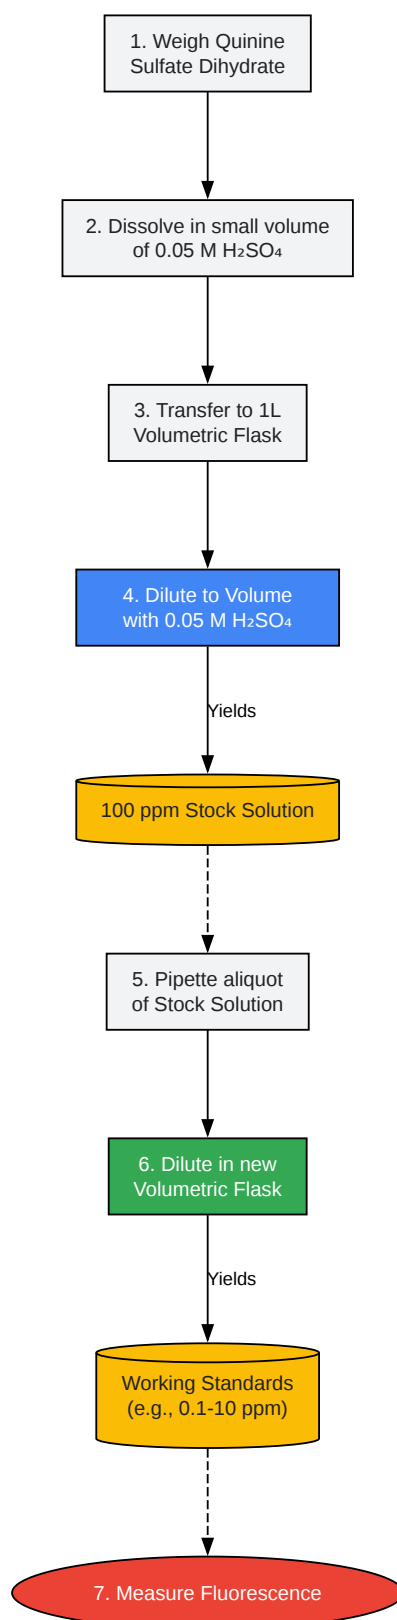 1. Weigh Quinine
Sulfate Dihydrate
2. Dissolve in small volume
of 0.05 M H₂SO₄
3. Transfer to 1L
Volumetric Flask
4. Dilute to Volume
with 0.05 M H₂SO₄
Yields
100 ppm Stock Solution
5. Pipette aliquot
of Stock Solution
6. Dilute in new
Volumetric Flask
Yields
Working Standards
(e.g., 0.1-10 ppm)
7. Measure Fluorescence